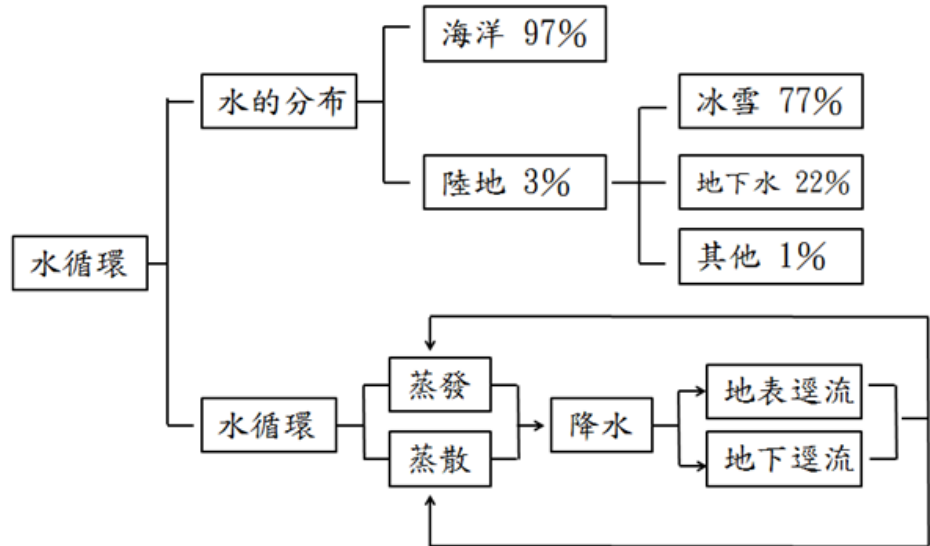 水循環
水的分布
海洋 97%
陸地 3%
冰雪 77%
地下水 22%
其他 1%
水循環
蒸發
蒸散
降水
地表逕流
地下逕流